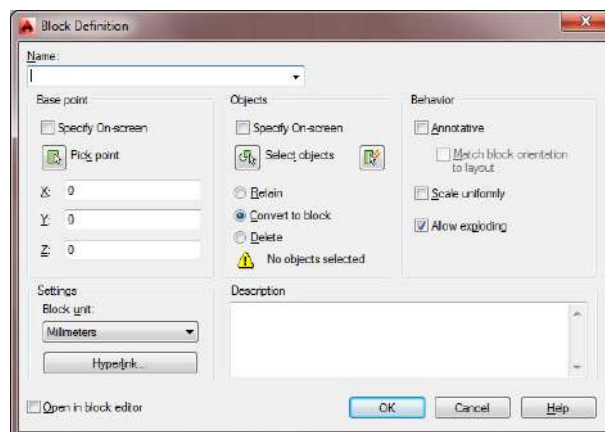 Block Definition
Name:
Base point
Specify On-screen
Pick point
X: 0
Y: 0
Z: 0
Objects
Specify On-screen
Select objects
Retain
Convert to block
Delete
No objects selected
Behavior
Annotative
Match block orientation
to layout
Scale uniformly
Allow exploding
Settings
Block unit:
Millimeters
Hyperlink...
Description
Open in block editor
OK
Cancel
Help